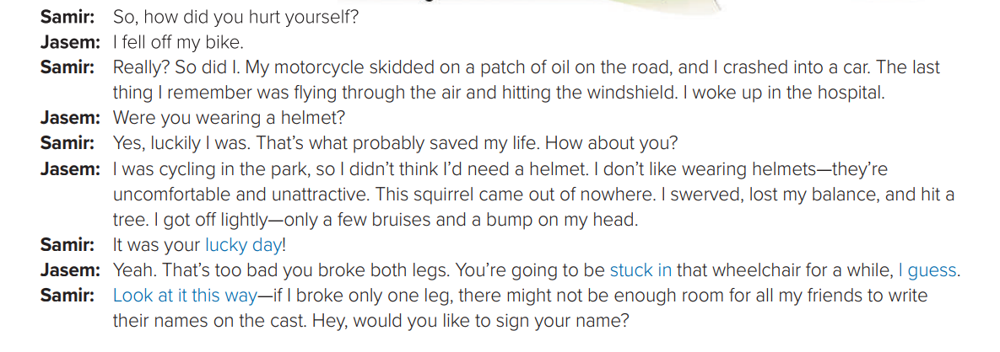 Samir: So, how did you hurt yourself?
Jasem: I fell off my bike.
Samir: Really? So did I. My motorcycle skidded on a patch of oil on the road, and I crashed into a car. The last
thing I remember was flying through the air and hitting the windshield. I woke up in the hospital.
Jasem: Were you wearing a helmet?
Samir: Yes, luckily I was. That’s what probably saved my life. How about you?
Jasem: I was cycling in the park, so I didn’t think I’d need a helmet. I don’t like wearing helmets—they’re
uncomfortable and unattractive. This squirrel came out of nowhere. I swerved, lost my balance, and hit a
tree. I got off lightly—only a few bruises and a bump on my head.
Samir: It was your lucky day!
Jasem: Yeah. That’s too bad you broke both legs. You’re going to be stuck in that wheelchair for a while, I guess.
Samir: Look at it this way—if I broke only one leg, there might not be enough room for all my friends to write
their names on the cast. Hey, would you like to sign your name?